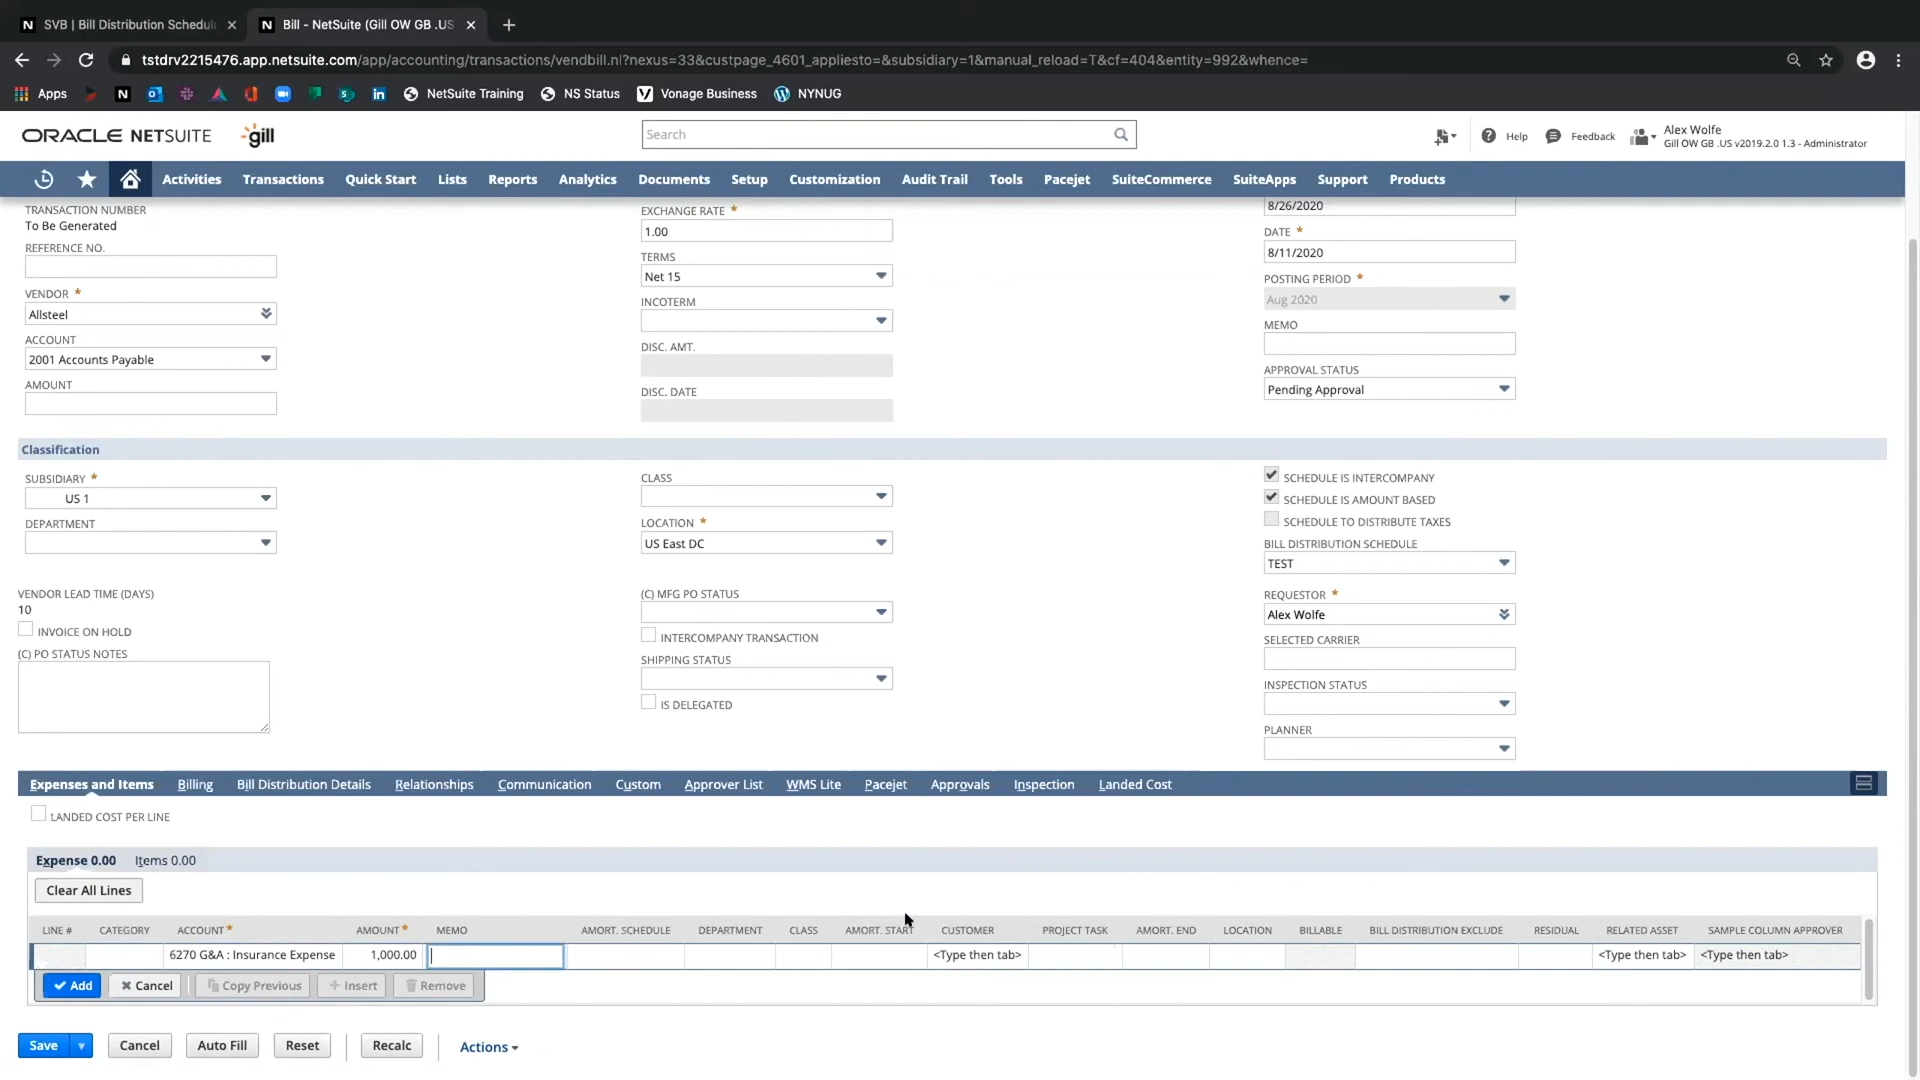 SVB | Bill Distribution Schedul
Bill - NetSuite (Gill OW GB .US
tstdrv2215476.app.netsuite.com/app/accounting/transactions/vendbill.nl?nexus=33&custpage_4601_appliesto=&subsidiary=1&manual_reload=T&cf=404&entity=992&whence=
Apps NetSuite Training NS Status Vonage Business NYNUG
ORACLE NETSUITE gill
Search
Help Feedback
Alex Wolfe
Gill OW GB .US v2019.2.0 1.3 - Administrator
Activities Transactions Quick Start Lists Reports Analytics Documents Setup Customization Audit Trail Tools Pacejet SuiteCommerce SuiteApps Support Products
TRANSACTION NUMBER
To Be Generated
REFERENCE NO.
VENDOR *
Allsteel
ACCOUNT
2001 Accounts Payable
AMOUNT
EXCHANGE RATE *
1.00
TERMS
Net 15
INCOTERM
DISC. AMT.
DISC. DATE
8/26/2020
DATE *
8/11/2020
POSTING PERIOD *
Aug 2020
MEMO
APPROVAL STATUS
Pending Approval
Classification
SUBSIDIARY *
US 1
DEPARTMENT
VENDOR LEAD TIME (DAYS)
10
INVOICE ON HOLD
(C) PO STATUS NOTES
CLASS
LOCATION *
US East DC
(C) MFG PO STATUS
INTERCOMPANY TRANSACTION
SHIPPING STATUS
IS DELEGATED
SCHEDULE IS INTERCOMPANY
SCHEDULE IS AMOUNT BASED
SCHEDULE TO DISTRIBUTE TAXES
BILL DISTRIBUTION SCHEDULE
TEST
REQUESTOR *
Alex Wolfe
SELECTED CARRIER
INSPECTION STATUS
PLANNER
Expenses and Items Billing Bill Distribution Details Relationships Communication Custom Approver List WMS Lite Pacejet Approvals Inspection Landed Cost
LANDED COST PER LINE
Expense 0.00 Items 0.00
Clear All Lines
LINE # CATEGORY ACCOUNT * AMOUNT * MEMO AMORT. SCHEDULE DEPARTMENT CLASS AMORT. START CUSTOMER PROJECT TASK AMORT. END LOCATION BILLABLE BILL DISTRIBUTION EXCLUDE RESIDUAL RELATED ASSET SAMPLE COLUMN APPROVER
6270 G&A : Insurance Expense 1,000.00 <Type then tab> <Type then tab> <Type then tab>
Add Cancel Copy Previous Insert Remove
Save Cancel Auto Fill Reset Recalc Actions